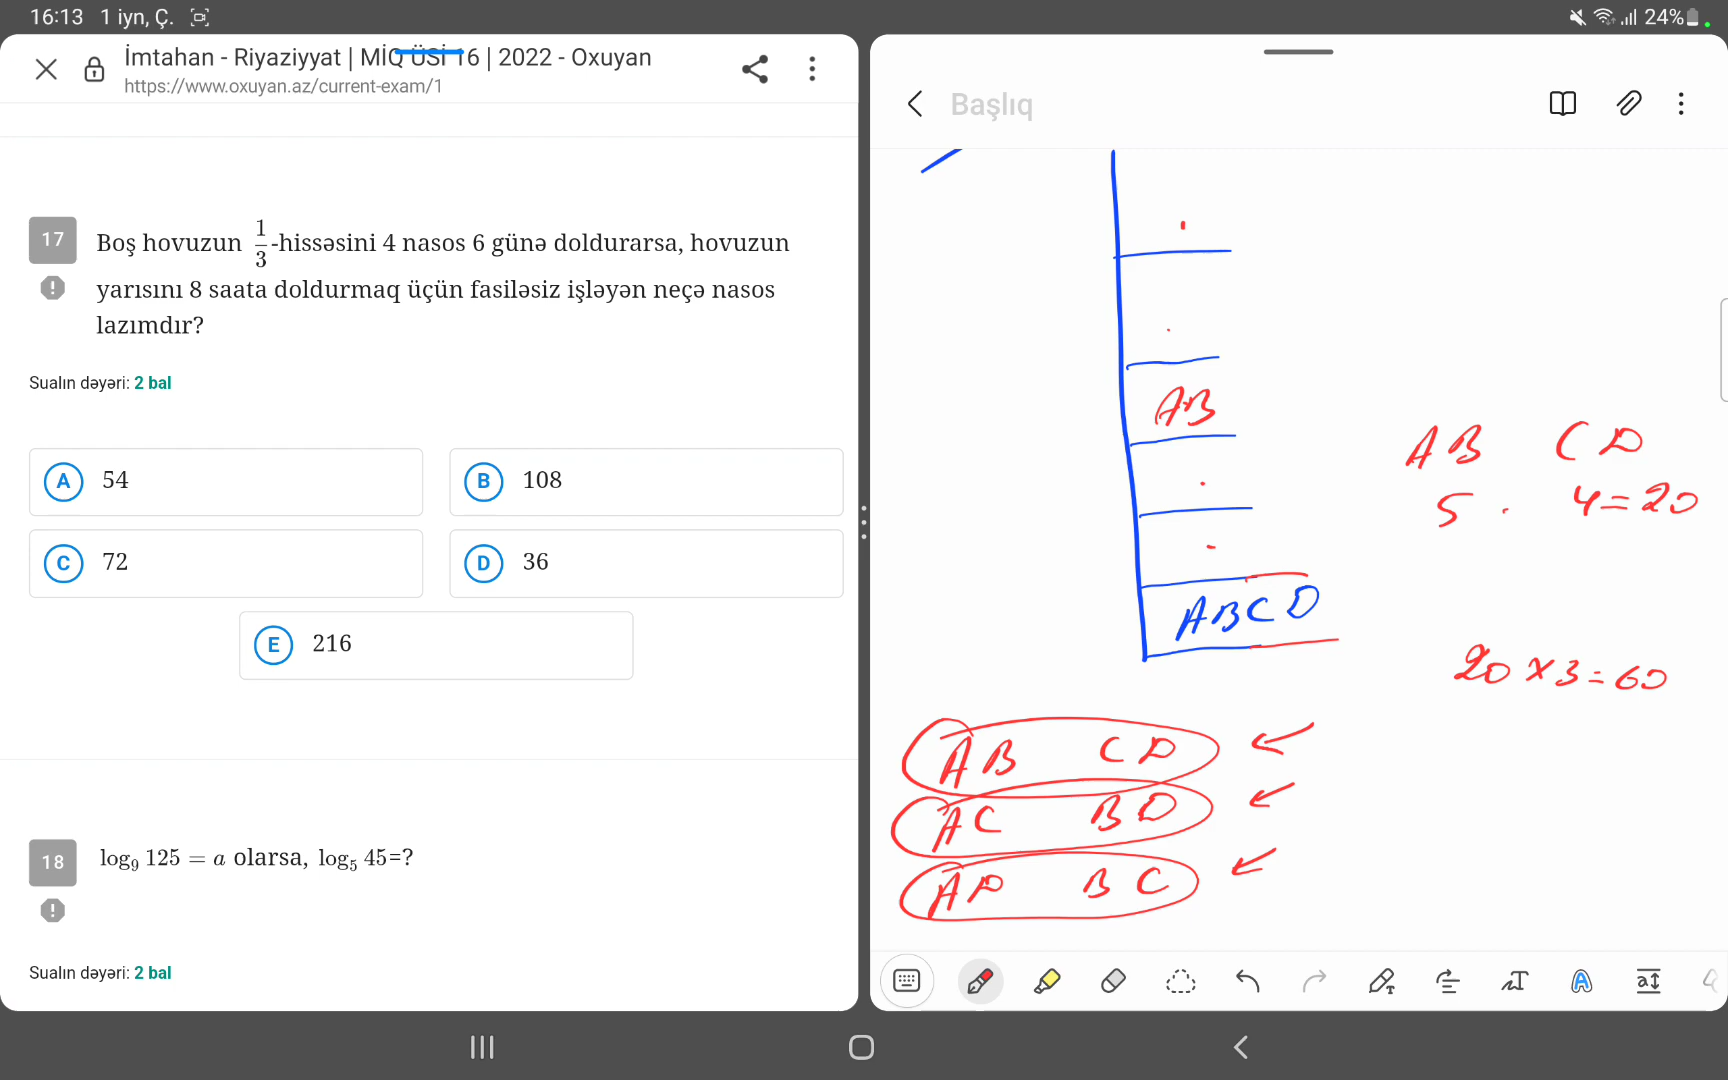 16:13 1 iyn, Ç.
24%
İmtahan - Riyaziyyat | MİQ ÜSİ 16 | 2022 - Oxuyan
https://www.oxuyan.az/current-exam/1
17
Boş hovuzun 1/3-hissəsini 4 nasos 6 günə doldurarsa, hovuzun
yarısını 8 saata doldurmaq üçün fasiləsiz işləyən neçə nasos
lazımdır?
Sualın dəyəri: 2 bal
A 54
B 108
C 72
D 36
E 216
18
log₉ 125 = a olarsa, log₅ 45=?
Sualın dəyəri: 2 bal
Başlıq
AB
AB CD
5 · 4=20
ABCD
20 x 3 = 60
AB CD
AC BD
AD BC